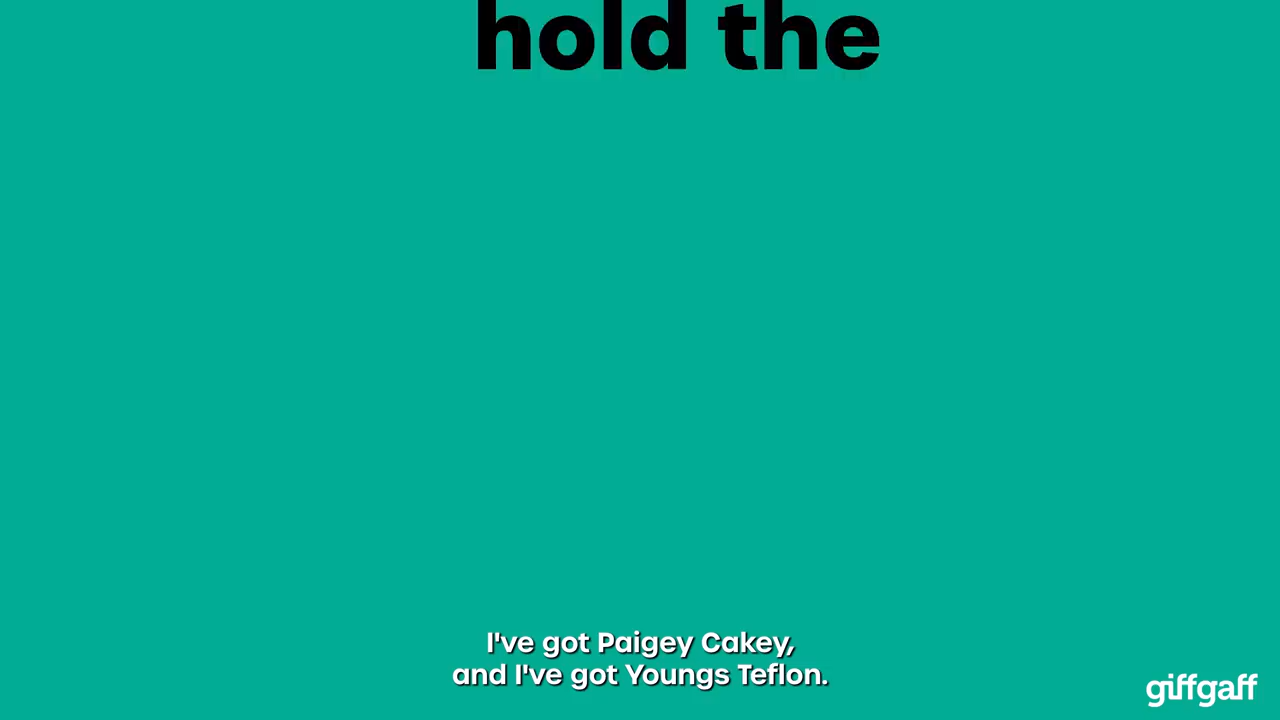 hold the
I've got Paigey Cakey,
and I've got Youngs Teflon.
giffgaff